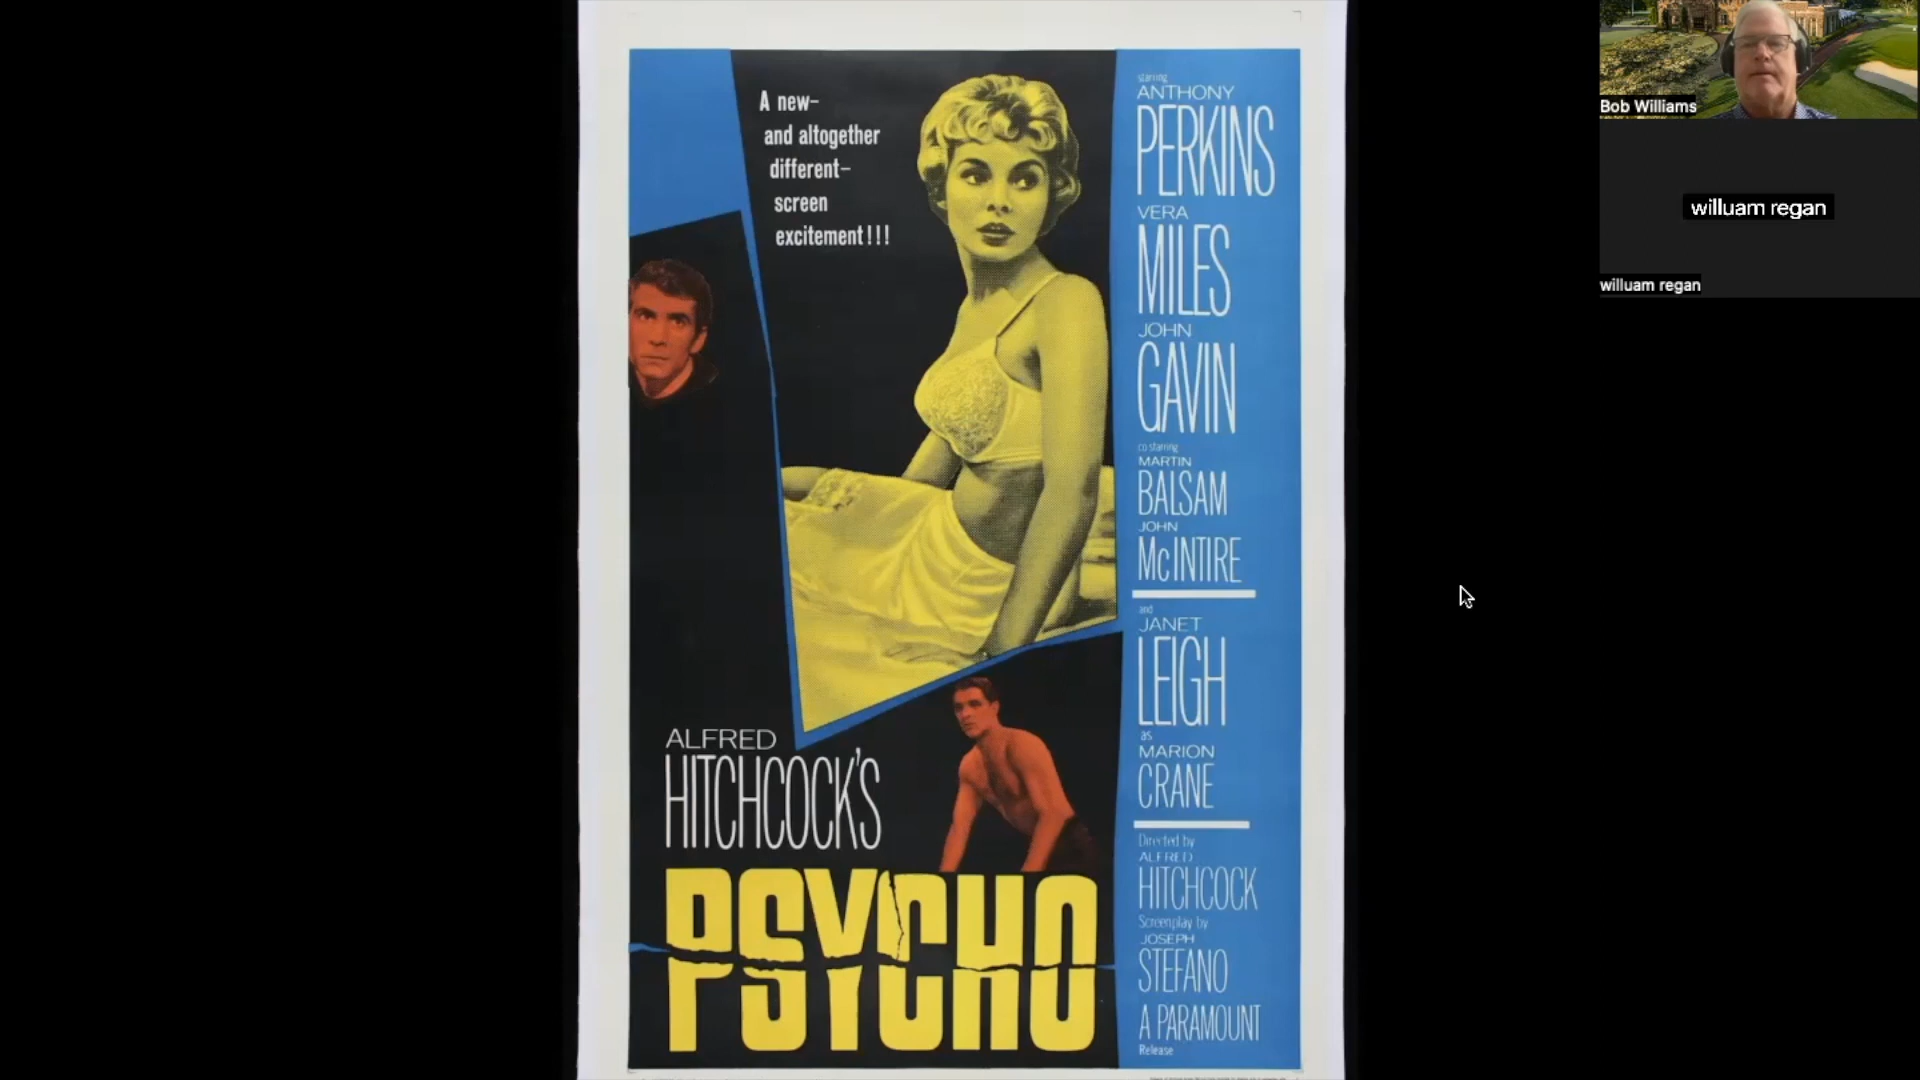 A new-
and altogether
different-
screen
excitement!!!
starring
ANTHONY
PERKINS
VERA
MILES
JOHN
GAVIN
co starring
MARTIN
BALSAM
JOHN
McINTIRE
and
JANET
LEIGH
as
MARION
CRANE
Directed by
ALFRED
HITCHCOCK
Screenplay by
JOSEPH
STEFANO
A PARAMOUNT
Release
ALFRED
HITCHCOCK'S
PSYCHO
Bob Williams
willuam regan
willuam regan